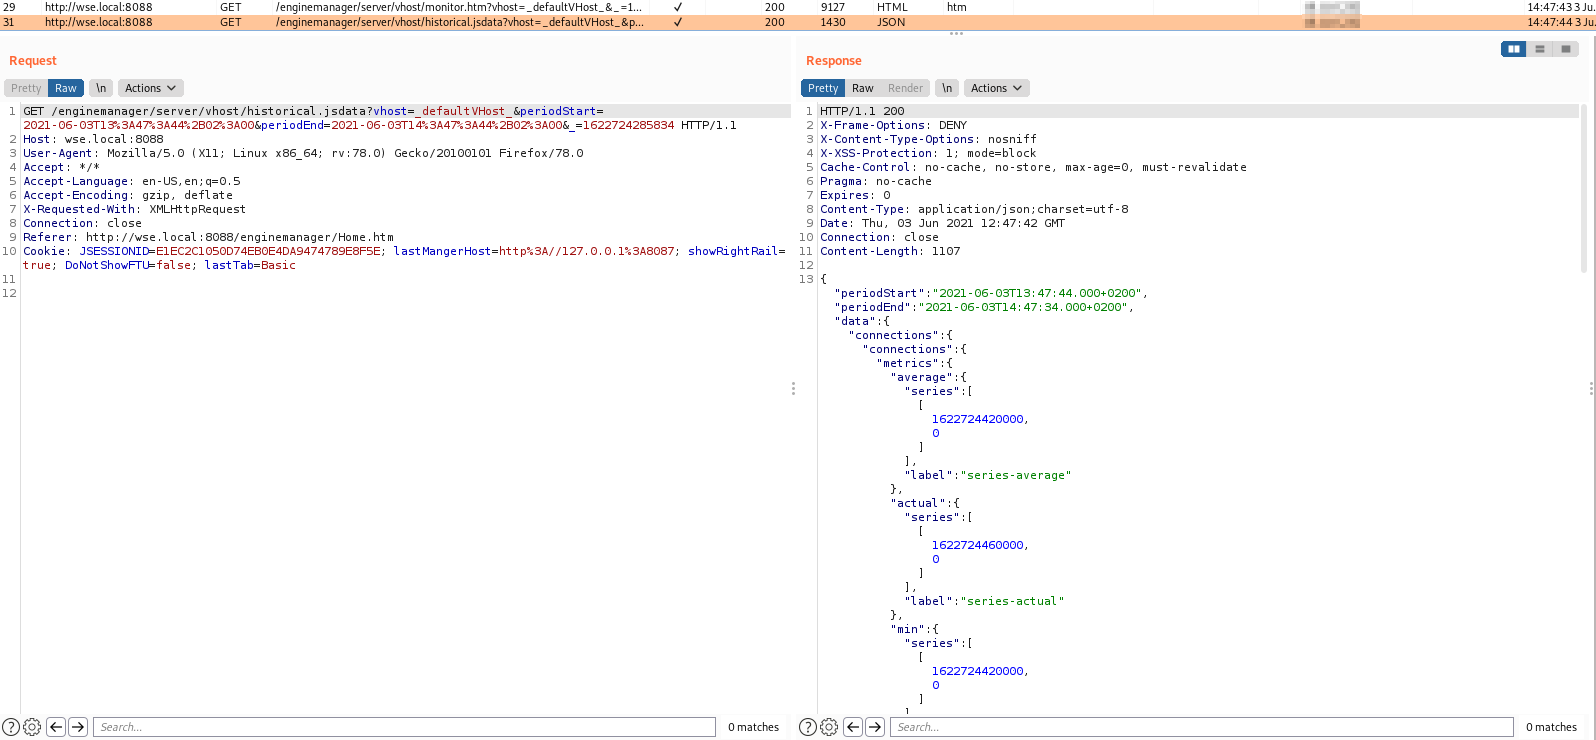 29 http://wse.local:8088 GET /enginemanager/server/vhost/monitor.htm?vhost=_defaultVHost_&_=1... ✓ 200 9127 HTML htm 14:47:43 3 Ju.
31 http://wse.local:8088 GET /enginemanager/server/vhost/historical.jsdata?vhost=_defaultVHost_&p... ✓ 200 1430 JSON 14:47:44 3 Ju.
Request
Pretty Raw \n Actions
1 GET /enginemanager/server/vhost/historical.jsdata?vhost=_defaultVHost_&periodStart=
2021-06-03T13%3A47%3A44%2B02%3A00&periodEnd=2021-06-03T14%3A47%3A44%2B02%3A00&_=1622724285834 HTTP/1.1
2 Host: wse.local:8088
3 User-Agent: Mozilla/5.0 (X11; Linux x86_64; rv:78.0) Gecko/20100101 Firefox/78.0
4 Accept: */*
5 Accept-Language: en-US,en;q=0.5
6 Accept-Encoding: gzip, deflate
7 X-Requested-With: XMLHttpRequest
8 Connection: close
9 Referer: http://wse.local:8088/enginemanager/Home.htm
10 Cookie: JSESSIONID=E1EC2C1050D74EB0E4DA9474789E8F5E; lastMangerHost=http%3A//127.0.0.1%3A8087; showRightRail=
true; DoNotShowFTU=false; lastTab=Basic
11
12
Search...
0 matches
Response
Pretty Raw Render \n Actions
1 HTTP/1.1 200
2 X-Frame-Options: DENY
3 X-Content-Type-Options: nosniff
4 X-XSS-Protection: 1; mode=block
5 Cache-Control: no-cache, no-store, max-age=0, must-revalidate
6 Pragma: no-cache
7 Expires: 0
8 Content-Type: application/json;charset=utf-8
9 Date: Thu, 03 Jun 2021 12:47:42 GMT
10 Connection: close
11 Content-Length: 1107
12
13 {
"periodStart":"2021-06-03T13:47:44.000+0200",
"periodEnd":"2021-06-03T14:47:34.000+0200",
"data":{
"connections":{
"connections":{
"metrics":{
"average":{
"series":[
[
1622724420000,
0
]
],
"label":"series-average"
},
"actual":{
"series":[
[
1622724460000,
0
]
],
"label":"series-actual"
},
"min":{
"series":[
[
1622724420000,
0
]
]
Search...
0 matches